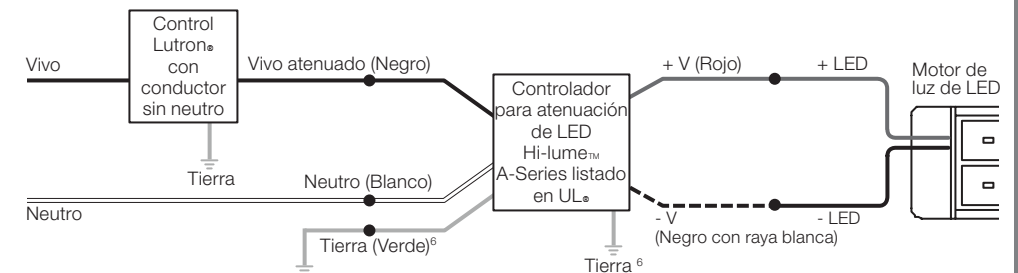 Control
Lutron®
con
conductor
sin neutro
Vivo
Vivo atenuado (Negro)
Tierra
Neutro (Blanco)
Neutro
Tierra (Verde)⁶
Controlador
para atenuación
de LED
Hi-lume™
A-Series listado
en UL®
Tierra ⁶
+ V (Rojo)
+ LED
- V
(Negro con raya blanca)
- LED
Motor de
luz de LED